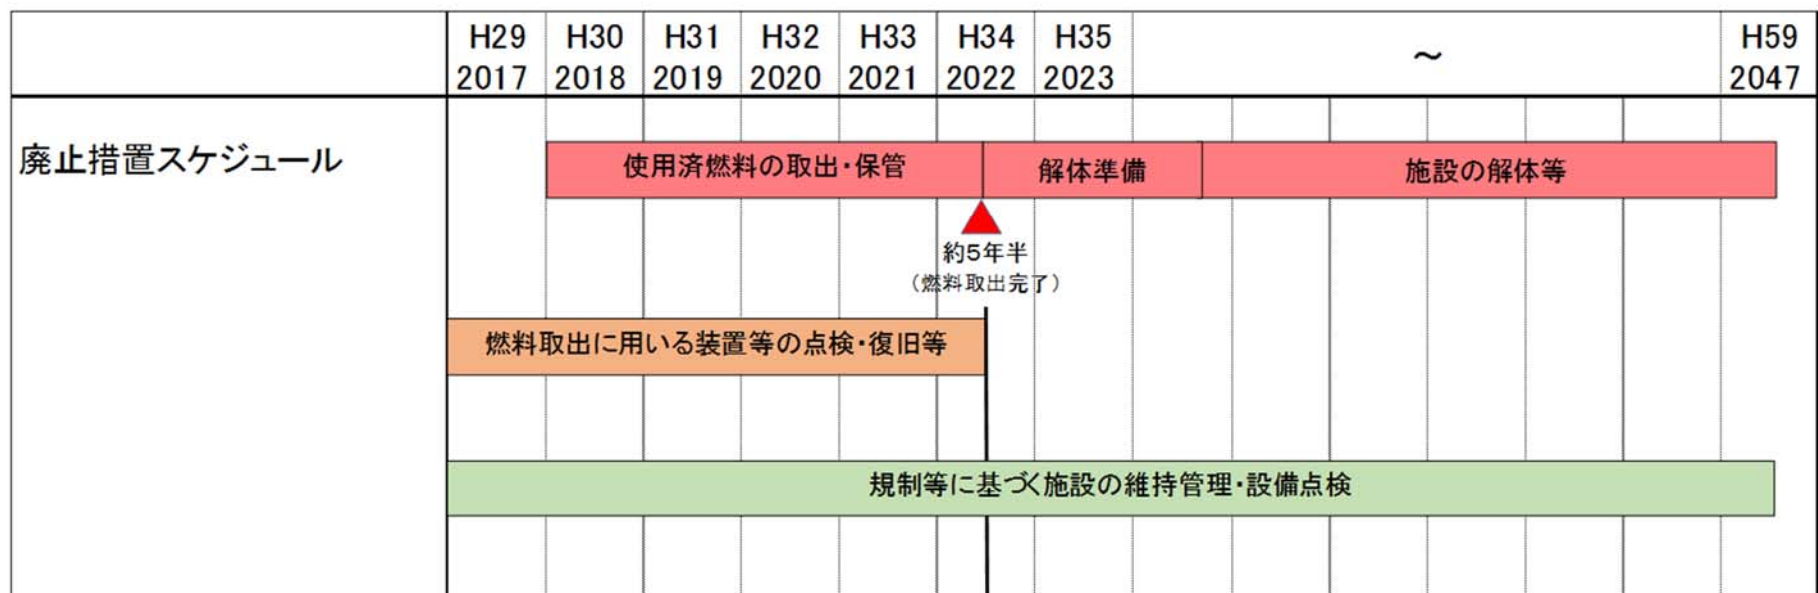 H29 H30 H31 H32 H33 H34 H35 ～ H59
2017 2018 2019 2020 2021 2022 2023 2047
廃止措置スケジュール
使用済燃料の取出・保管 解体準備 施設の解体等
約5年半
（燃料取出完了）
燃料取出に用いる装置等の点検・復旧等
規制等に基づく施設の維持管理・設備点検